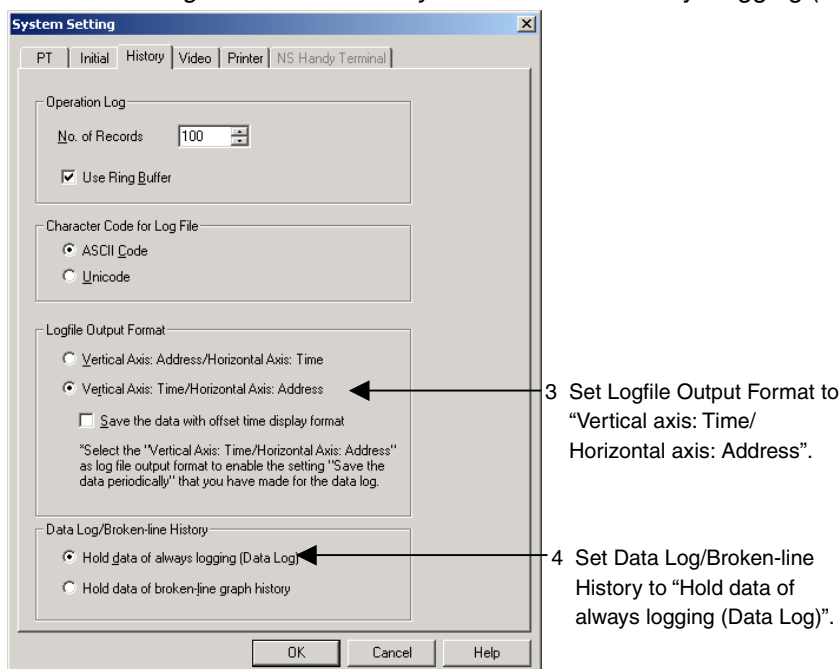 System Setting
PT Initial History Video Printer NS Handy Terminal
Operation Log
No. of Records 100
Use Ring Buffer
Character Code for Log File
ASCII Code
Unicode
Logfile Output Format
Vertical Axis: Address/Horizontal Axis: Time
Vertical Axis: Time/Horizontal Axis: Address
Save the data with offset time display format
*Select the "Vertical Axis: Time/Horizontal Axis: Address"
as log file output format to enable the setting "Save the
data periodically" that you have made for the data log.
3 Set Logfile Output Format to
“Vertical axis: Time/
Horizontal axis: Address”.
Data Log/Broken-line History
Hold data of always logging (Data Log)
Hold data of broken-line graph history
4 Set Data Log/Broken-line
History to “Hold data of
always logging (Data Log)”.
OK Cancel Help